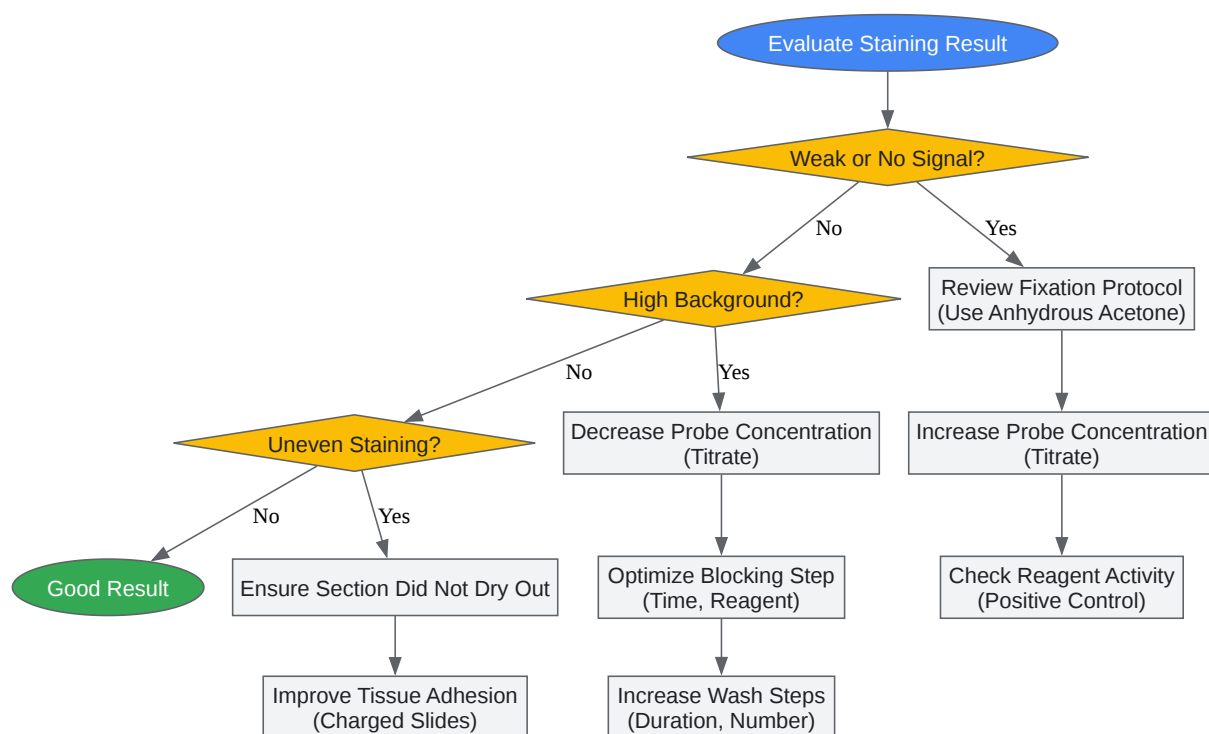 Evaluate Staining Result
Weak or No Signal?
No
Yes
High Background?
Review Fixation Protocol
(Use Anhydrous Acetone)
No
Yes
Uneven Staining?
Decrease Probe Concentration
(Titrate)
Increase Probe Concentration
(Titrate)
No
Yes
Good Result
Ensure Section Did Not Dry Out
Optimize Blocking Step
(Time, Reagent)
Check Reagent Activity
(Positive Control)
Improve Tissue Adhesion
(Charged Slides)
Increase Wash Steps
(Duration, Number)